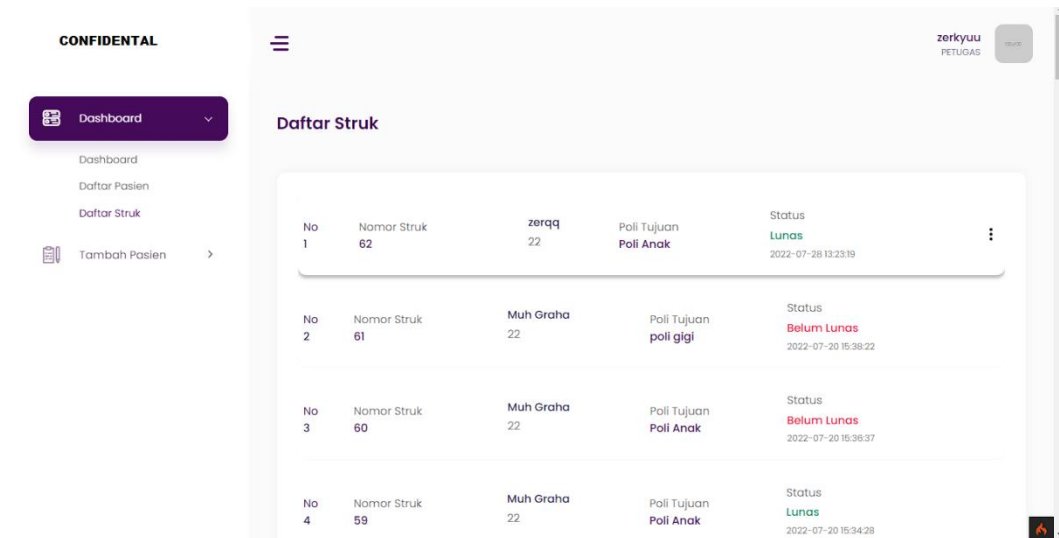 CONFIDENTAL
zerkyuu
PETUGAS
Dashboard
Dashboard
Daftar Pasien
Daftar Struk
Tambah Pasien
Daftar Struk
No Nomor Struk zerqq Poli Tujuan Status
1 62 22 Poli Anak Lunas
2022-07-28 13:23:19
No Nomor Struk Muh Graha Poli Tujuan Status
2 61 22 poli gigi Belum Lunas
2022-07-20 15:38:22
No Nomor Struk Muh Graha Poli Tujuan Status
3 60 22 Poli Anak Belum Lunas
2022-07-20 15:36:37
No Nomor Struk Muh Graha Poli Tujuan Status
4 59 22 Poli Anak Lunas
2022-07-20 15:34:28